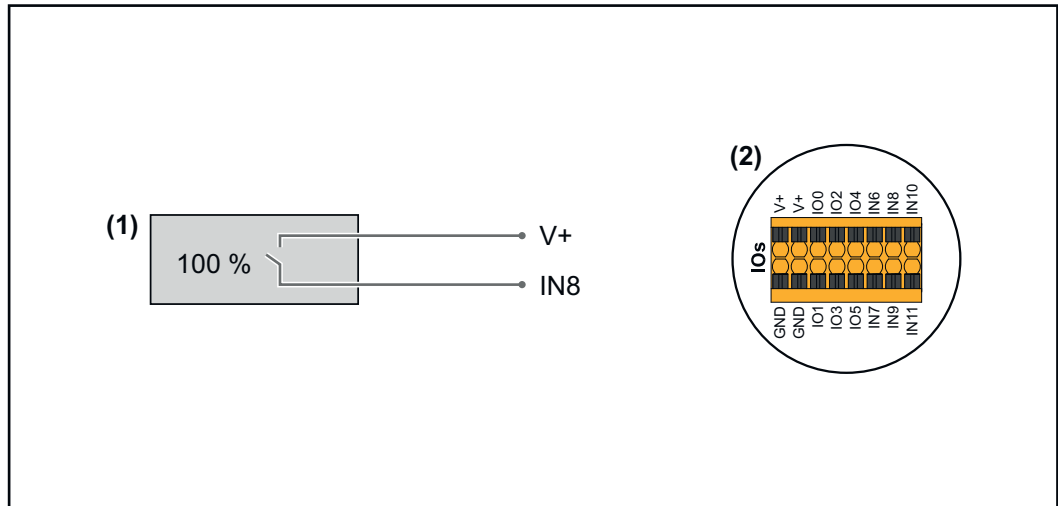 (1)
100 %
V+
IN8
(2)
V+
V+
IO0
IO2
IO4
IN6
IN8
IN10
IOs
GND
GND
IO1
IO3
IO5
IN7
IN9
IN11